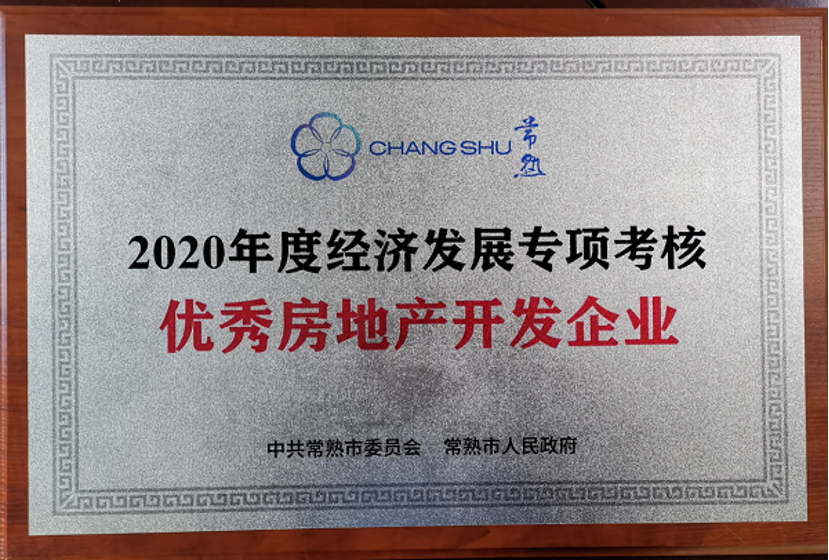 CHANGSHU 常熟
2020年度经济发展专项考核
优秀房地产开发企业
中共常熟市委员会 常熟市人民政府